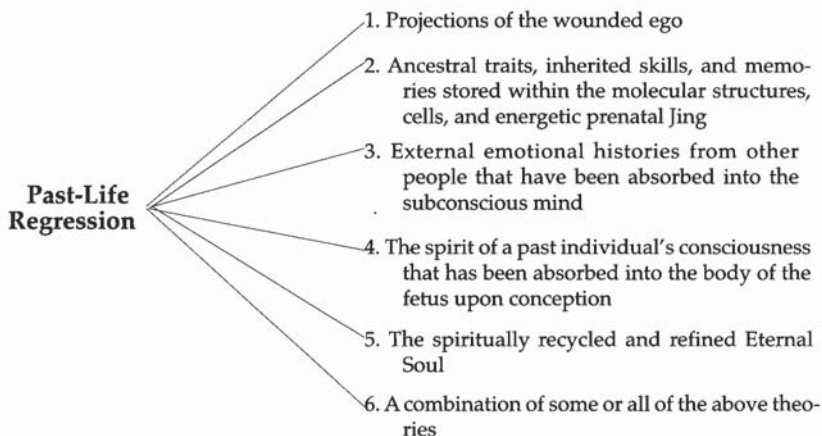 1. Projections of the wounded ego
2. Ancestral traits, inherited skills, and memo-
ries stored within the molecular structures,
cells, and energetic prenatal Jing
3. External emotional histories from other
people that have been absorbed into the
subconscious mind
Past-Life
Regression
4. The spirit of a past individual's consciousness
that has been absorbed into the body of the
fetus upon conception
5. The spiritually recycled and refined Eternal
Soul
6. A combination of some or all of the above theo-
ries